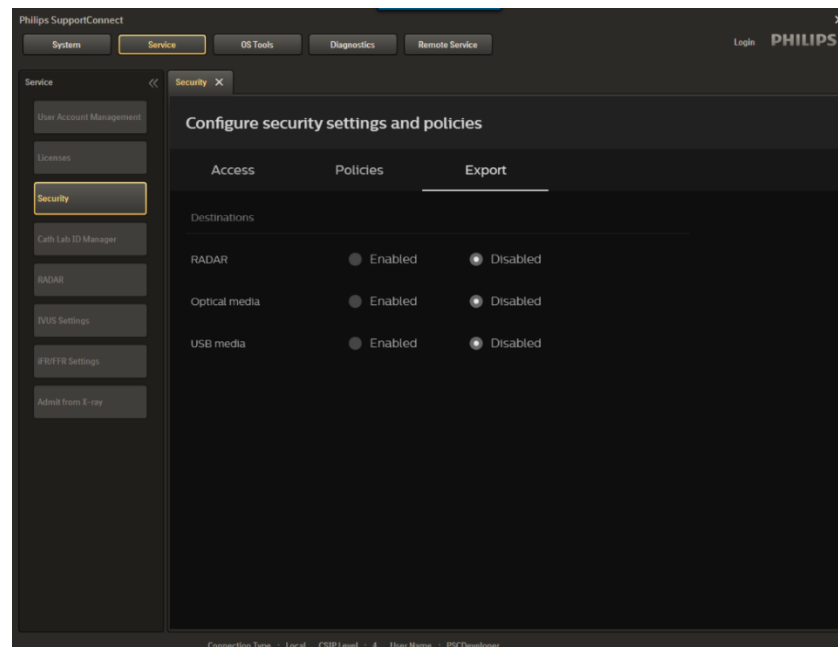 Philips SupportConnect
System Service OS Tools Diagnostics Remote Service Login PHILIPS
Service Security
User Account Management
Configure security settings and policies
Licenses
Access Policies Export
Security
Destinations
Cath Lab ID Manager
RADAR Enabled Disabled
RADAR
Optical media Enabled Disabled
IVUS Settings
USB media Enabled Disabled
iFR/FFR Settings
Admit from X-ray
Connection Type : Local CSIP Level : 4 User Name : PSCDeveloper